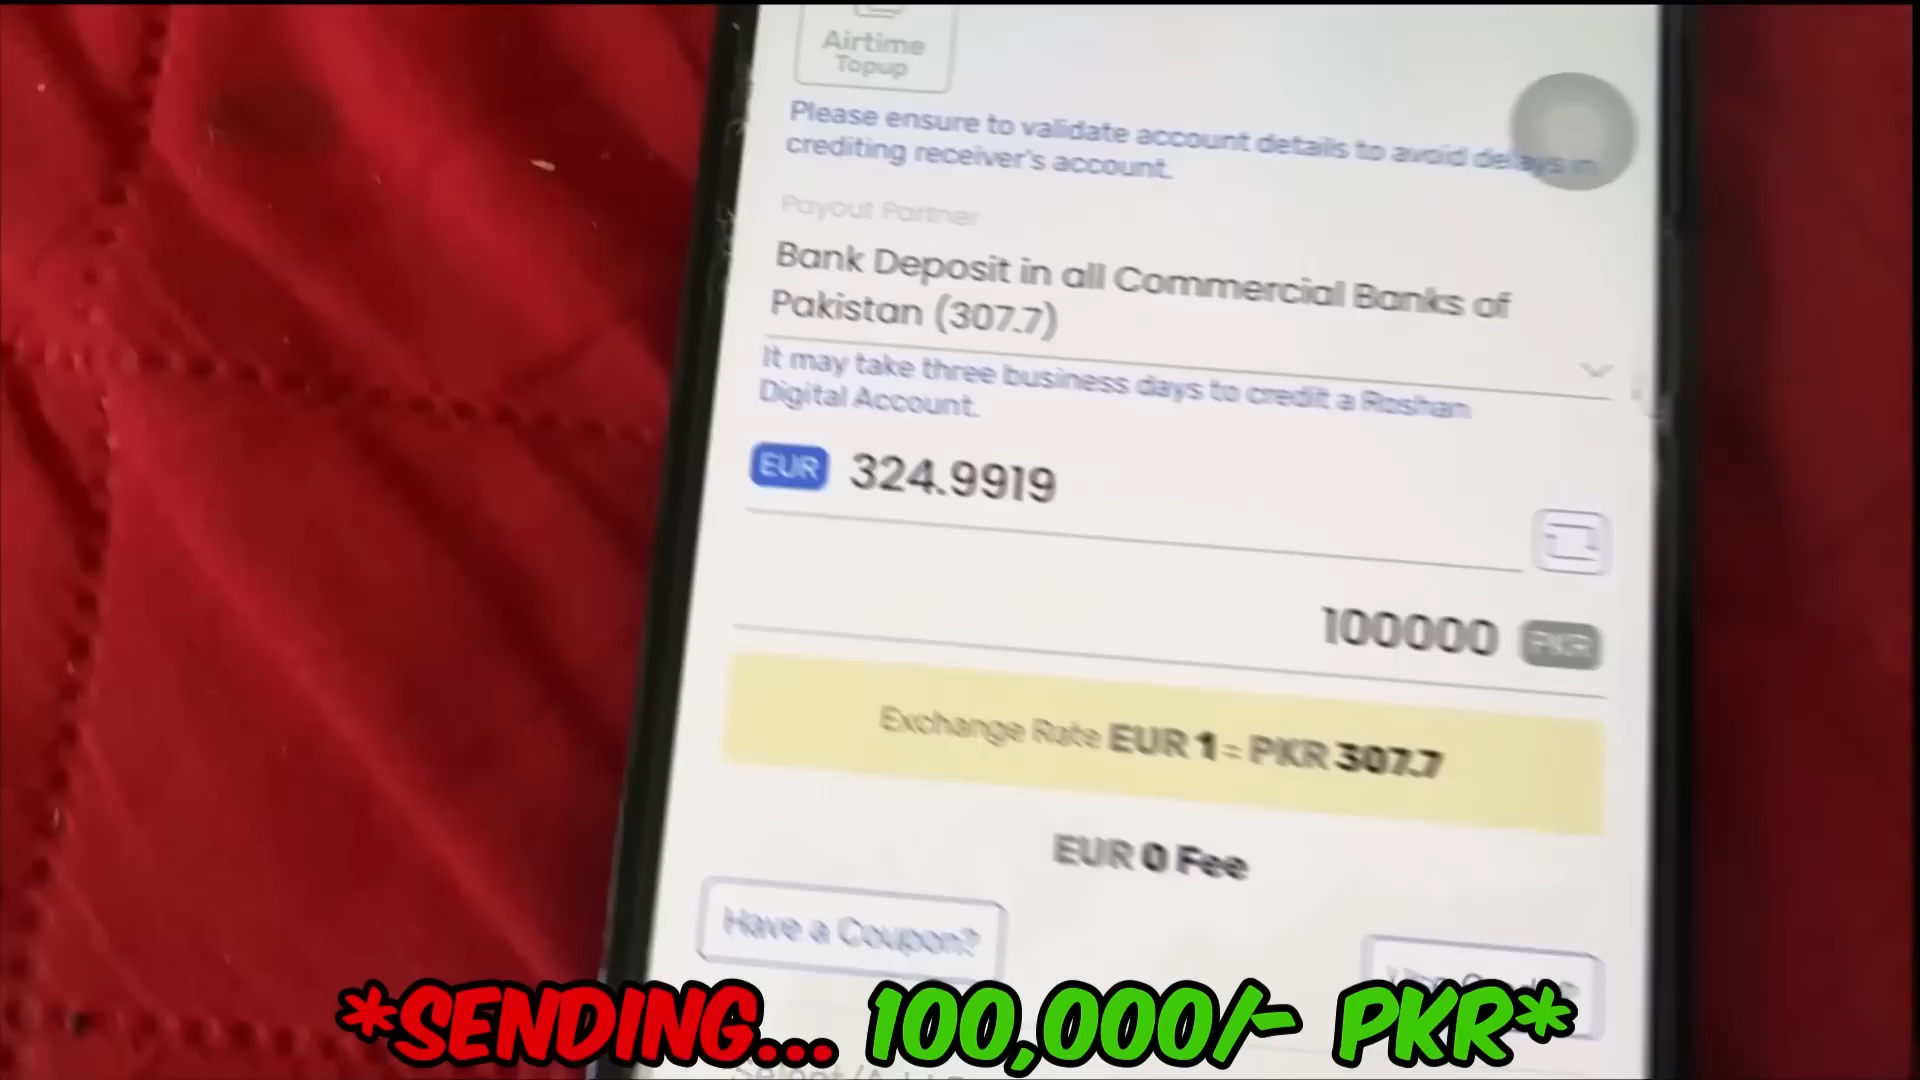 Airtime
Topup
Please ensure to validate account details to avoid delays in
crediting receiver's account.
Payout Partner
Bank Deposit in all Commercial Banks of
Pakistan (307.7)
It may take three business days to credit a Roshan
Digital Account.
EUR 324.9919
100000 PKR
Exchange Rate EUR 1 = PKR 307.7
EUR 0 Fee
Have a Coupon?
*SENDING... 100,000/- PKR*